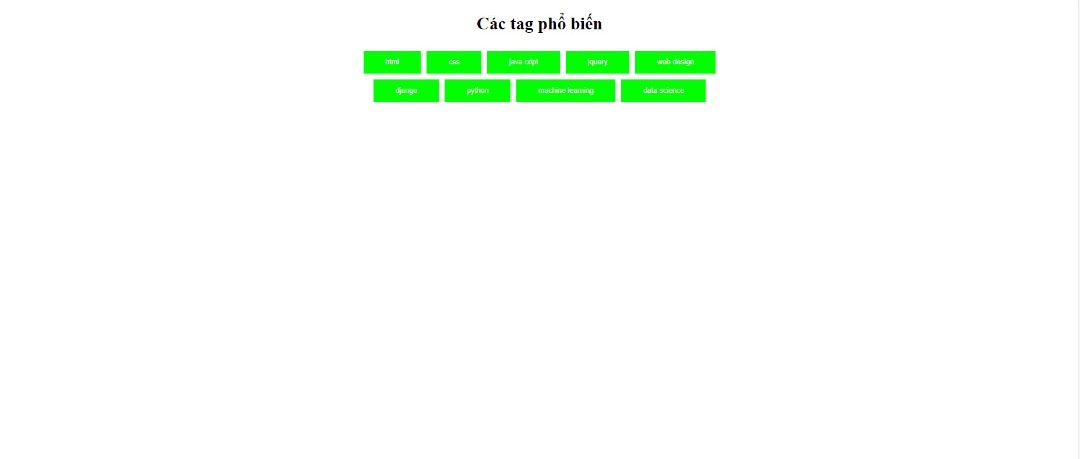 Các tag phổ biến
html css java cript jquery web design
django python machine learning data science